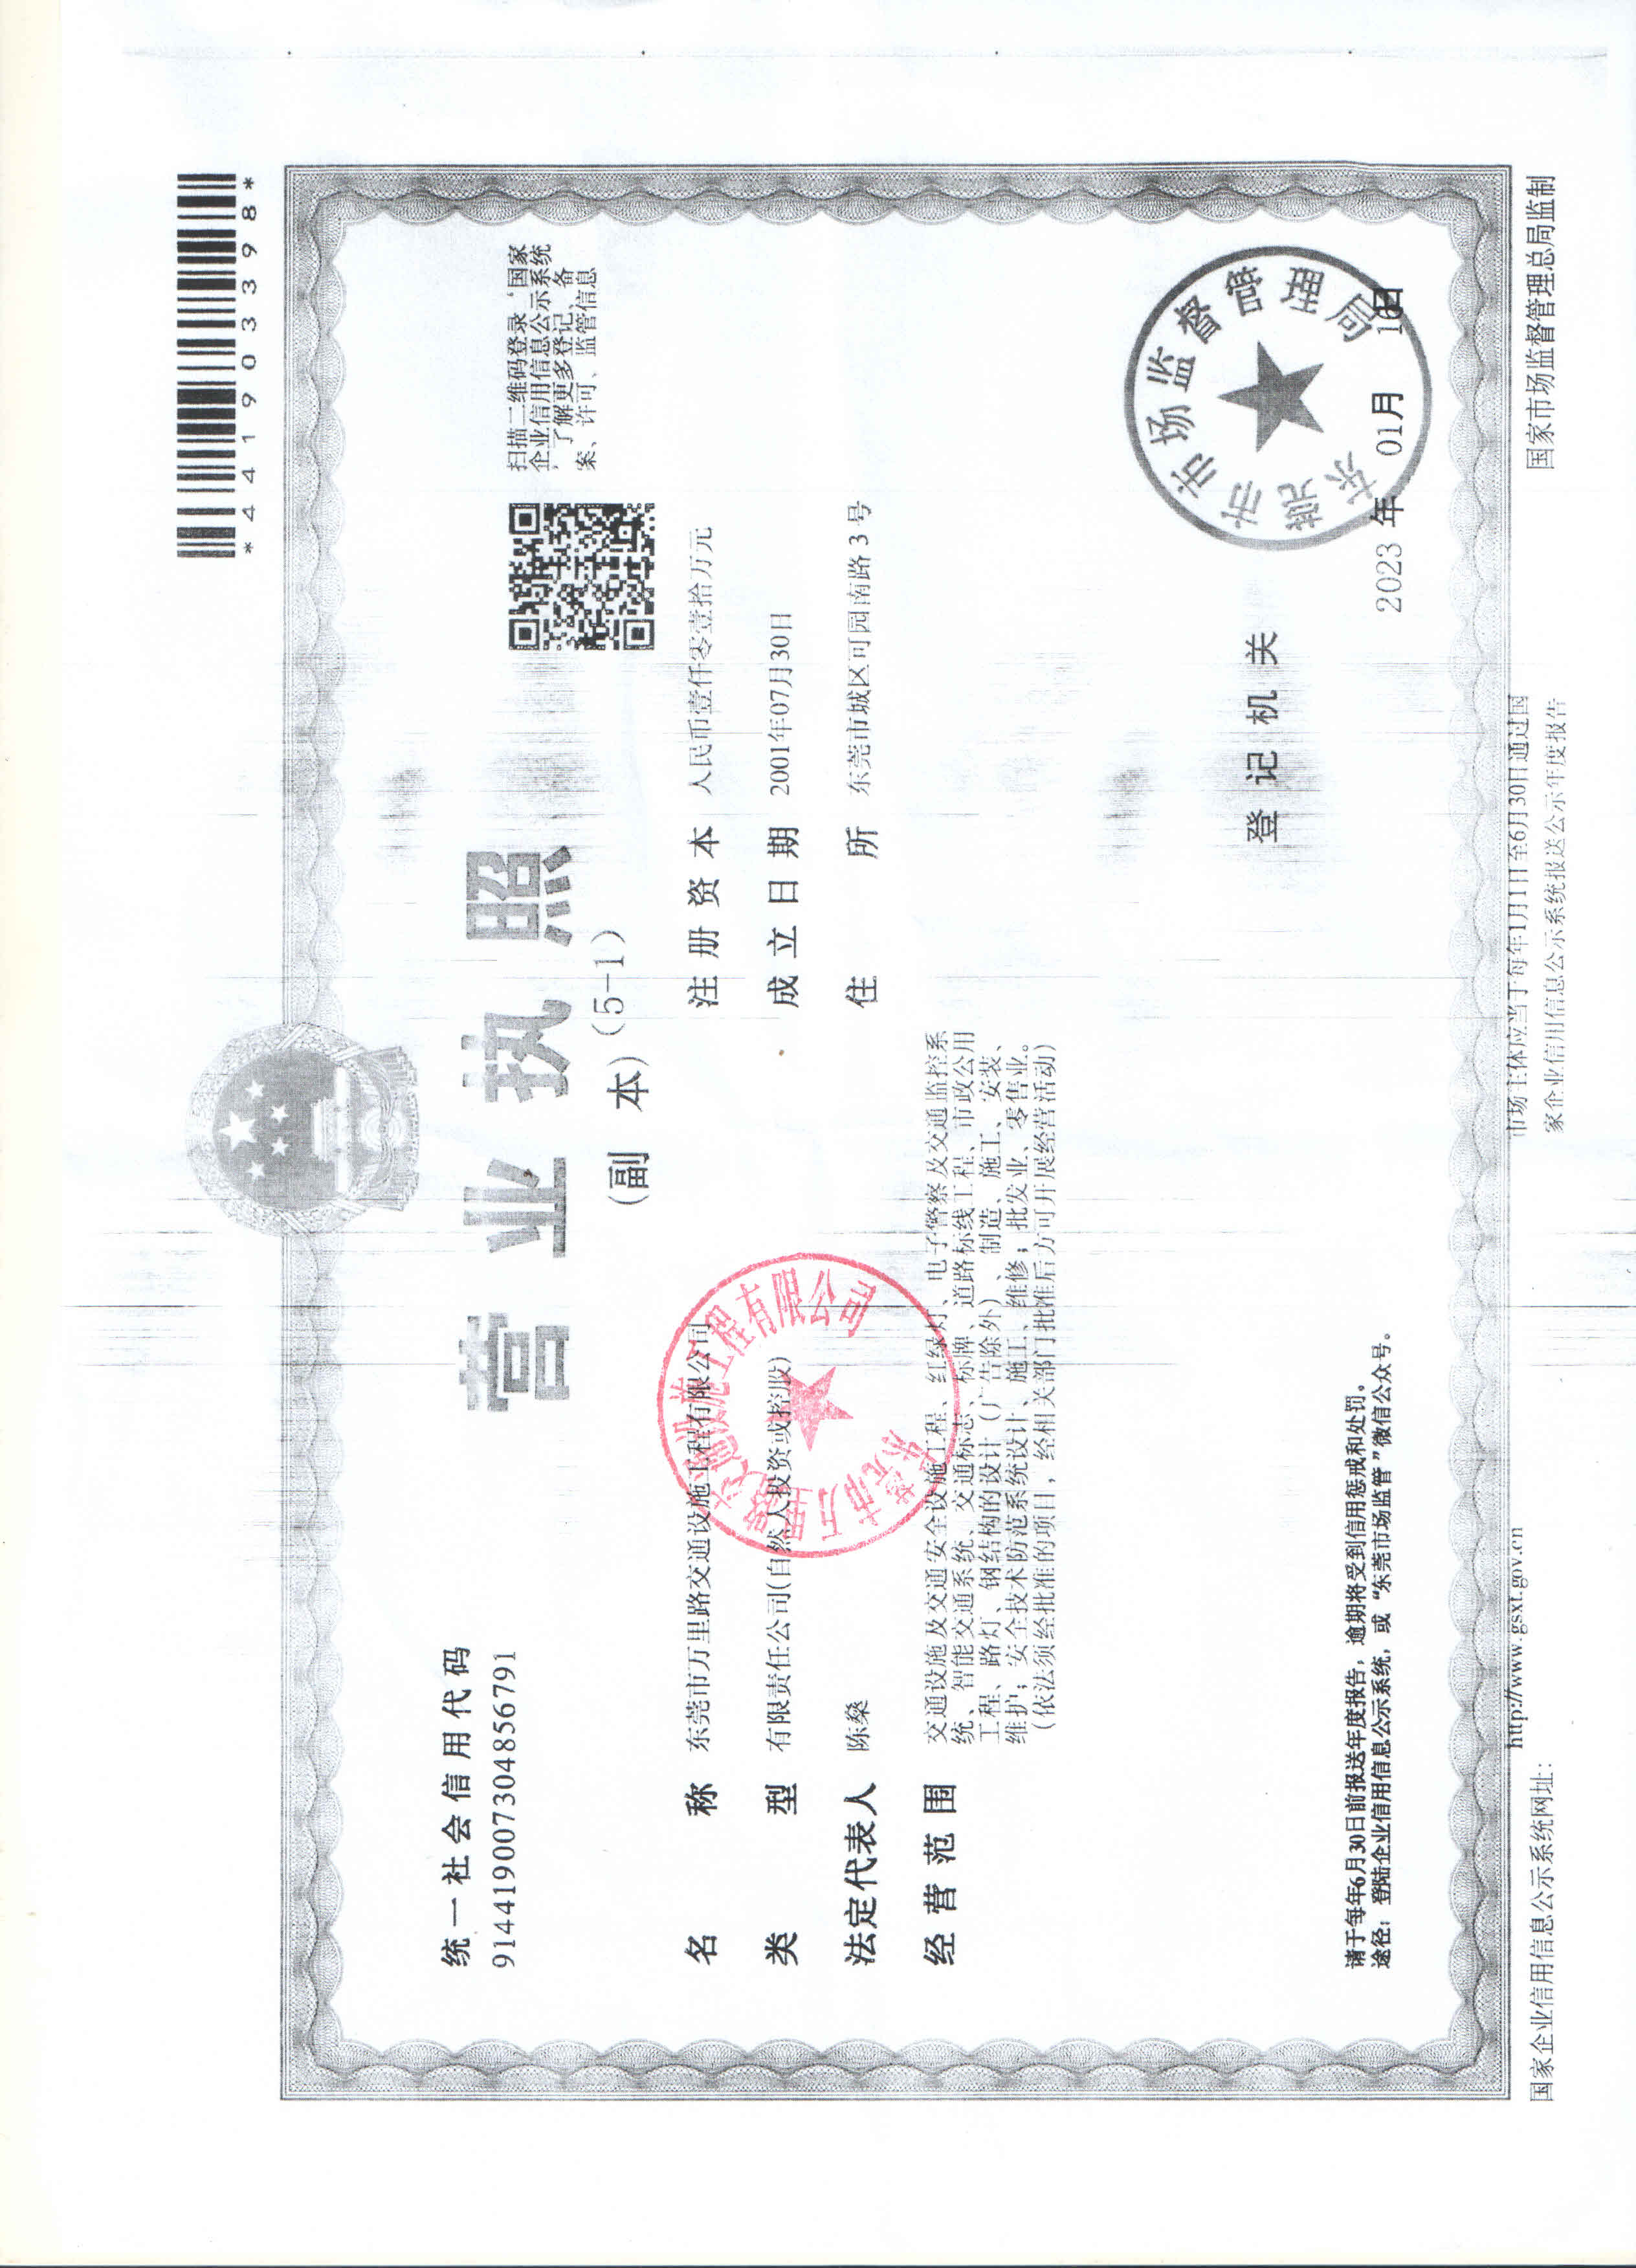 *441903398*
统一社会信用代码
914419007304856791
营业执照
(副 本)(5-1)
扫描二维码登录‘国家
企业信用信息公示系统
’了解更多登记、备
案、许可、监管信息
名称 东莞市万里路交通设施工程有限公司
类型 有限责任公司(自然人投资或控股)
法定代表人 陈燊
经营范围 交通设施及交通安全设施工程、红绿灯、电子警察及交通监控系
统、智能交通系统、交通标志、标牌、道路标线工程、市政公用
工程、路灯、钢结构的设计（广告除外）、制造、施工、安装、
维护；安全技术防范系统设计、施工、维修；批发业、零售业。
（依法须经批准的项目，经相关部门批准后方可开展经营活动）
注册资本 人民币壹仟零壹拾万元
成立日期 2001年07月30日
住所 东莞市城区可园南路3号
东莞市万里路交通设施工程有限公司
登记机关
东莞市市场监督管理局
2023 年 01月 16日
请于每年6月30日前报送年度报告，逾期将受到信用惩戒和处罚。
途径：登陆企业信用信息公示系统，或“东莞市场监管”微信公众号。
国家企业信用信息公示系统网址：
http://www.gsxt.gov.cn
市场主体应当于每年1月1日至6月30日通过国
家企业信用信息公示系统报送公示年度报告
国家市场监督管理总局监制